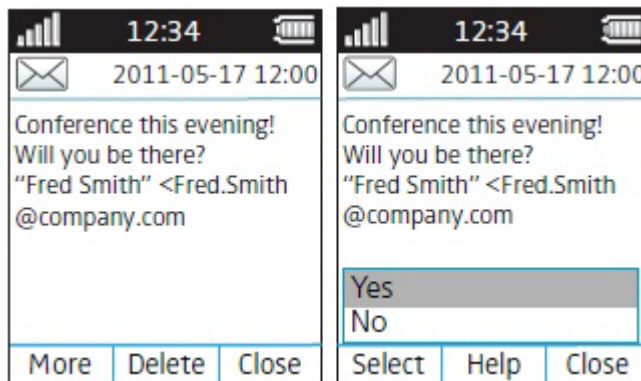 12:34
2011-05-17 12:00
Conference this evening!
Will you be there?
“Fred Smith” <Fred.Smith
@company.com
More Delete Close
12:34
2011-05-17 12:00
Conference this evening!
Will you be there?
“Fred Smith” <Fred.Smith
@company.com
Yes
No
Select Help Close